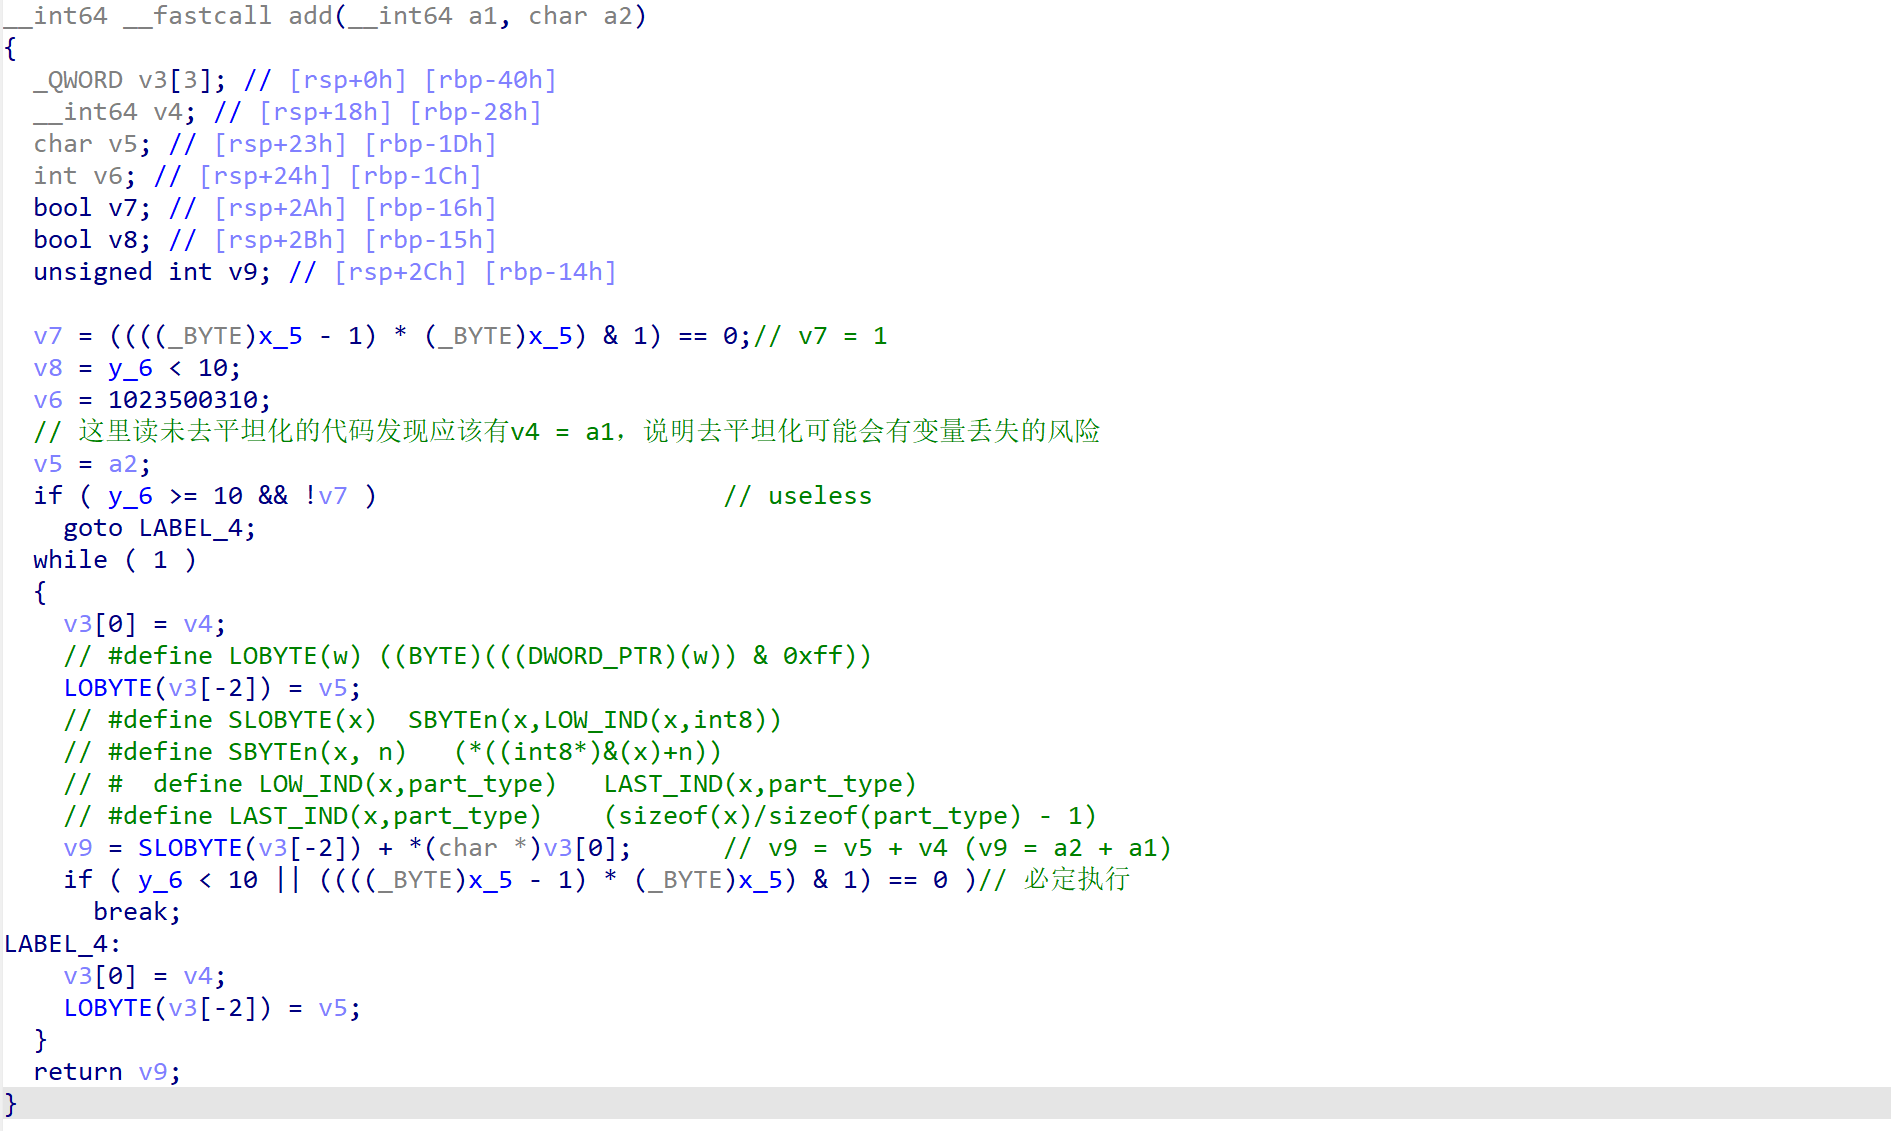 __int64 __fastcall add(__int64 a1, char a2)
{
  _QWORD v3[3]; // [rsp+0h] [rbp-40h]
  __int64 v4; // [rsp+18h] [rbp-28h]
  char v5; // [rsp+23h] [rbp-1Dh]
  int v6; // [rsp+24h] [rbp-1Ch]
  bool v7; // [rsp+2Ah] [rbp-16h]
  bool v8; // [rsp+2Bh] [rbp-15h]
  unsigned int v9; // [rsp+2Ch] [rbp-14h]

  v7 = ((((_BYTE)x_5 - 1) * (_BYTE)x_5) & 1) == 0;// v7 = 1
  v8 = y_6 < 10;
  v6 = 1023500310;
  // 这里读未去平坦化的代码发现应该有v4 = a1，说明去平坦化可能会有变量丢失的风险
  v5 = a2;
  if ( y_6 >= 10 && !v7 )                       // useless
    goto LABEL_4;
  while ( 1 )
  {
    v3[0] = v4;
    // #define LOBYTE(w) ((BYTE)(((DWORD_PTR)(w)) & 0xff))
    LOBYTE(v3[-2]) = v5;
    // #define SLOBYTE(x)  SBYTEn(x,LOW_IND(x,int8))
    // #define SBYTEn(x, n)   (*((int8*)&(x)+n))
    // #  define LOW_IND(x,part_type)   LAST_IND(x,part_type)
    // #define LAST_IND(x,part_type)    (sizeof(x)/sizeof(part_type) - 1)
    v9 = SLOBYTE(v3[-2]) + *(char *)v3[0];      // v9 = v5 + v4 (v9 = a2 + a1)
    if ( y_6 < 10 || ((((_BYTE)x_5 - 1) * (_BYTE)x_5) & 1) == 0 )// 必定执行
      break;
LABEL_4:
    v3[0] = v4;
    LOBYTE(v3[-2]) = v5;
  }
  return v9;
}